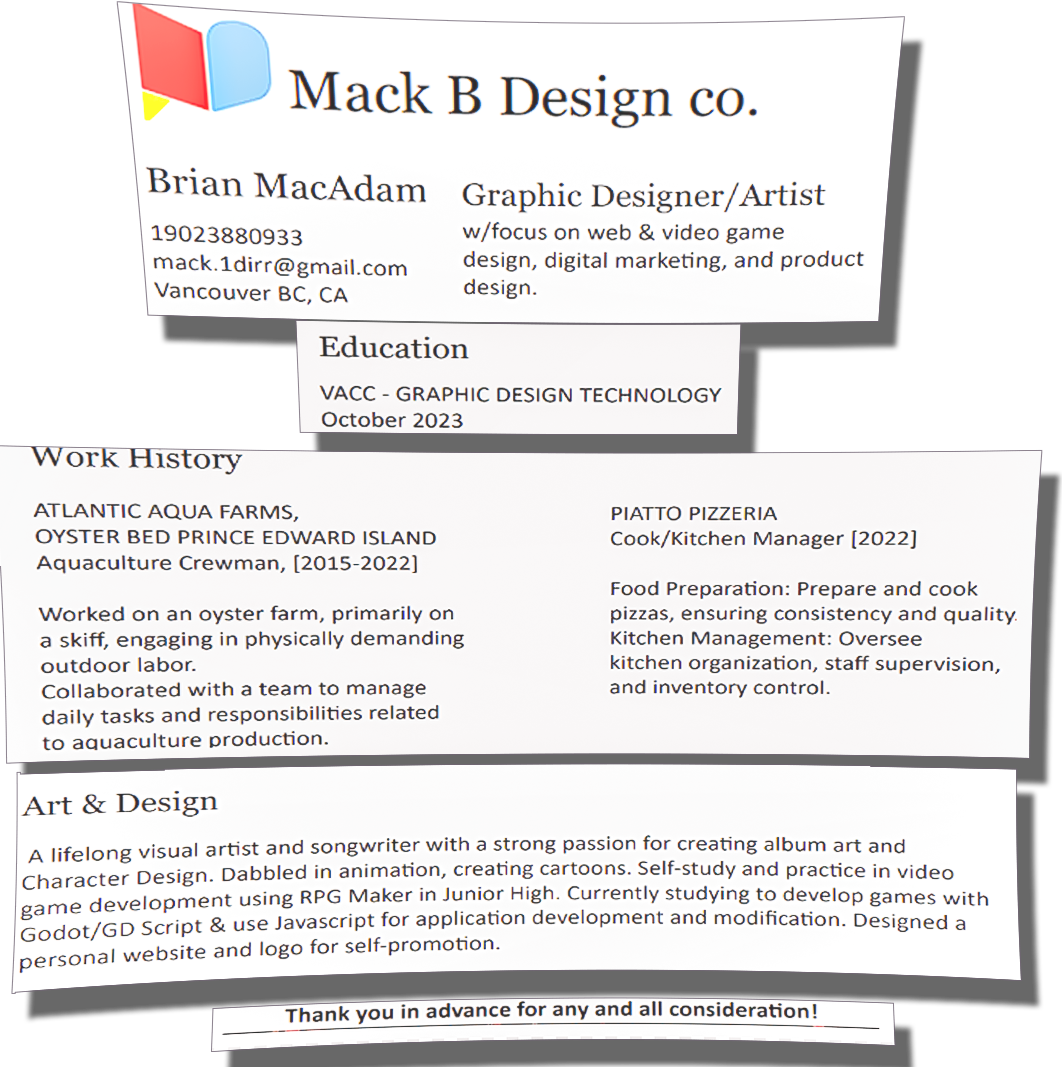 Mack B Design co.
Brian MacAdam
19023880933
mack.1dirr@gmail.com
Vancouver BC, CA
Graphic Designer/Artist
w/focus on web & video game
design, digital marketing, and product
design.
Education
VACC - GRAPHIC DESIGN TECHNOLOGY
October 2023
Work History
ATLANTIC AQUA FARMS,
OYSTER BED PRINCE EDWARD ISLAND
Aquaculture Crewman, [2015-2022]
Worked on an oyster farm, primarily on
a skiff, engaging in physically demanding
outdoor labor.
Collaborated with a team to manage
daily tasks and responsibilities related
to aquaculture production.
PIATTO PIZZERIA
Cook/Kitchen Manager [2022]
Food Preparation: Prepare and cook
pizzas, ensuring consistency and quality.
Kitchen Management: Oversee
kitchen organization, staff supervision,
and inventory control.
Art & Design
A lifelong visual artist and songwriter with a strong passion for creating album art and
Character Design. Dabbled in animation, creating cartoons. Self-study and practice in video
game development using RPG Maker in Junior High. Currently studying to develop games with
Godot/GD Script & use Javascript for application development and modification. Designed a
personal website and logo for self-promotion.
Thank you in advance for any and all consideration!